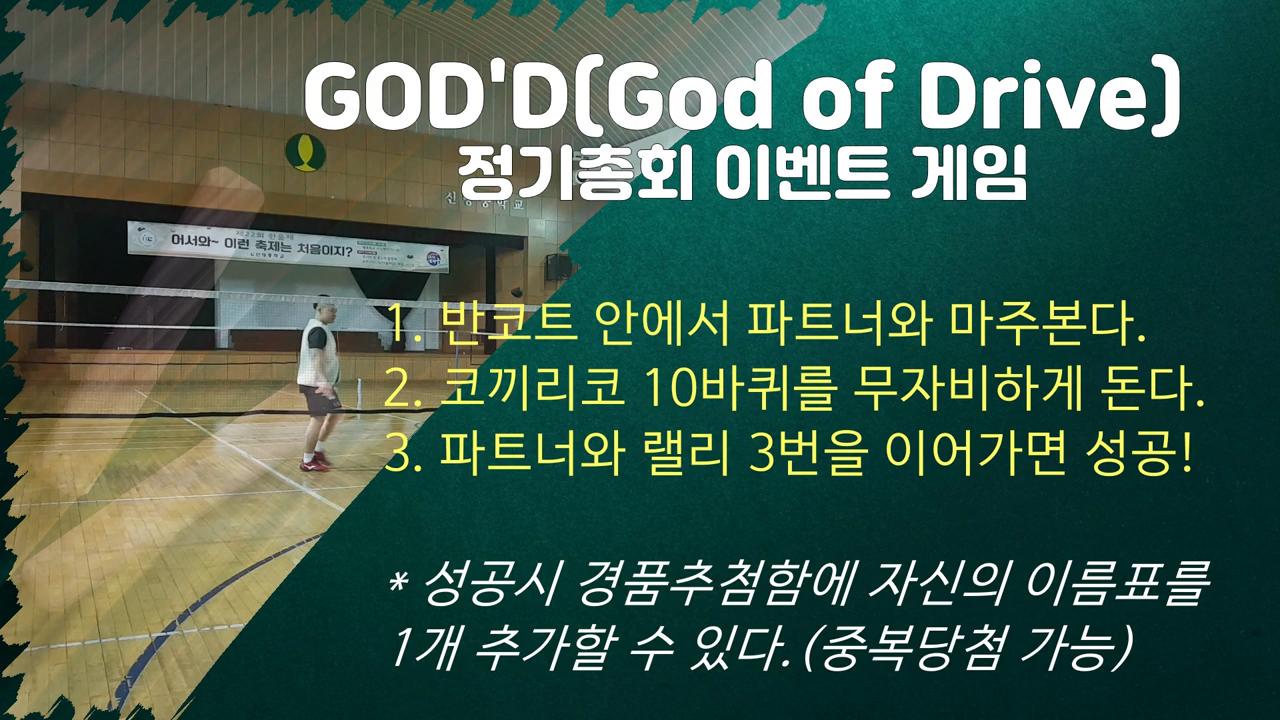 GOD'D(God of Drive)
정기총회 이벤트 게임
어서와~ 이런 축제는 처음이지?
1. 반코트 안에서 파트너와 마주본다.
2. 코끼리코 10바퀴를 무자비하게 돈다.
3. 파트너와 랠리 3번을 이어가면 성공!
* 성공시 경품추첨함에 자신의 이름표를
1개 추가할 수 있다.(중복당첨 가능)